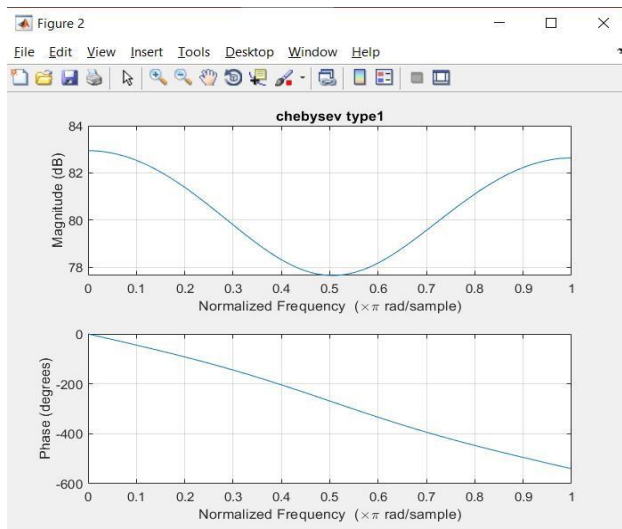 Figure 2
File Edit View Insert Tools Desktop Window Help
chebysev type1
84
82
80
78
Magnitude (dB)
0 0.1 0.2 0.3 0.4 0.5 0.6 0.7 0.8 0.9 1
Normalized Frequency (×π rad/sample)
0
-200
-400
-600
Phase (degrees)
0 0.1 0.2 0.3 0.4 0.5 0.6 0.7 0.8 0.9 1
Normalized Frequency (×π rad/sample)